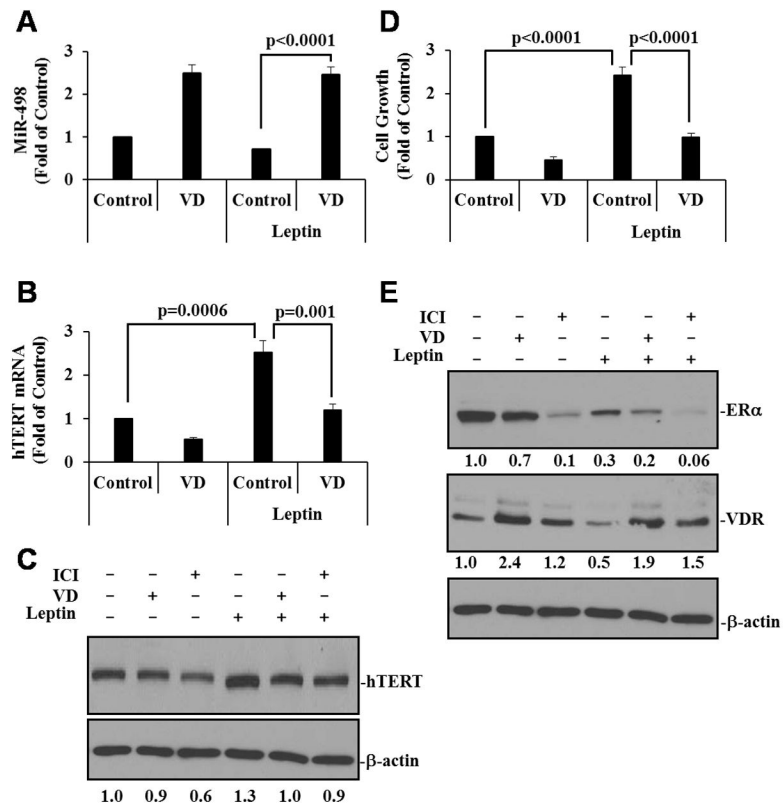 A
MiR-498
(Fold of Control)
3
2
1
0
p<0.0001
Control VD Control VD
Leptin
B
hTERT mRNA
(Fold of Control)
3
2
1
0
p=0.0006 p=0.001
Control VD Control VD
Leptin
C
ICI – – + – – +
VD – + – – + –
Leptin – – – + + +
-hTERT
-β-actin
1.0 0.9 0.6 1.3 1.0 0.9
D
Cell Growth
(Fold of Control)
3
2
1
0
p<0.0001 p<0.0001
Control VD Control VD
Leptin
E
ICI – – + – – +
VD – + – – + –
Leptin – – – + + +
-ERα
1.0 0.7 0.1 0.3 0.2 0.06
-VDR
1.0 2.4 1.2 0.5 1.9 1.5
-β-actin